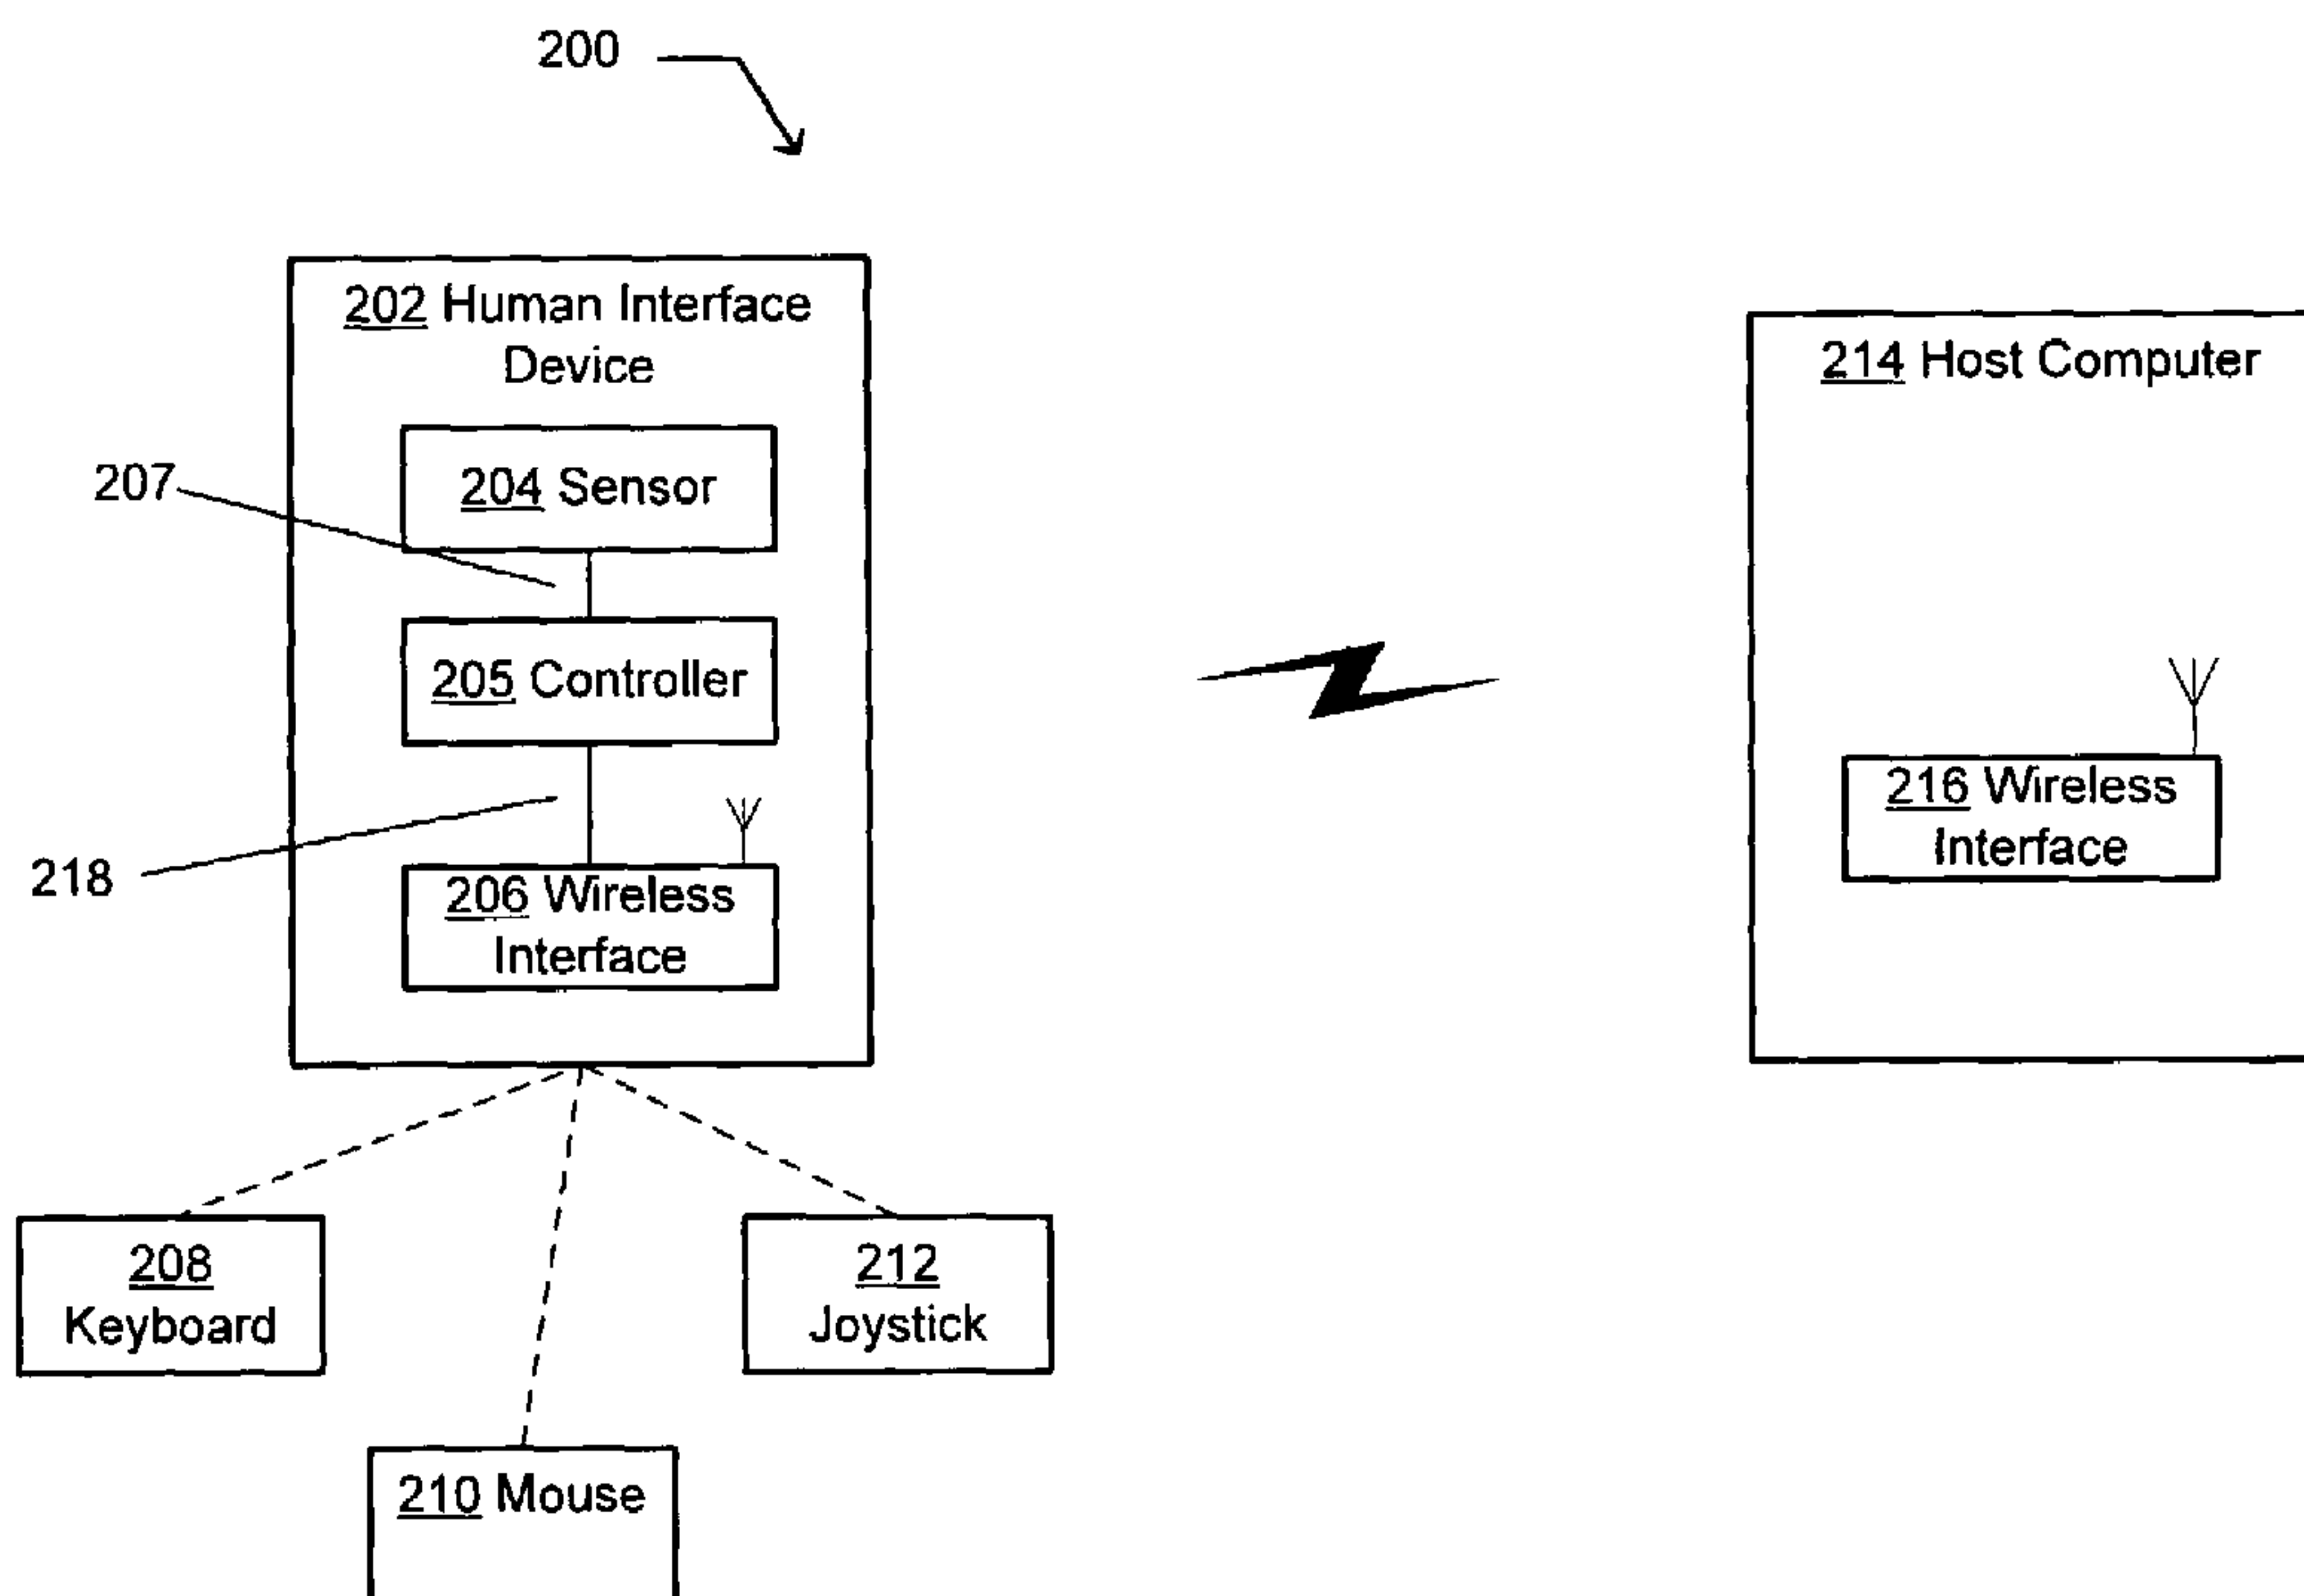 200
202 Human Interface
Device
204 Sensor
207
205 Controller
218
206 Wireless
Interface
214 Host Computer
216 Wireless
Interface
208
Keyboard
212
Joystick
210 Mouse